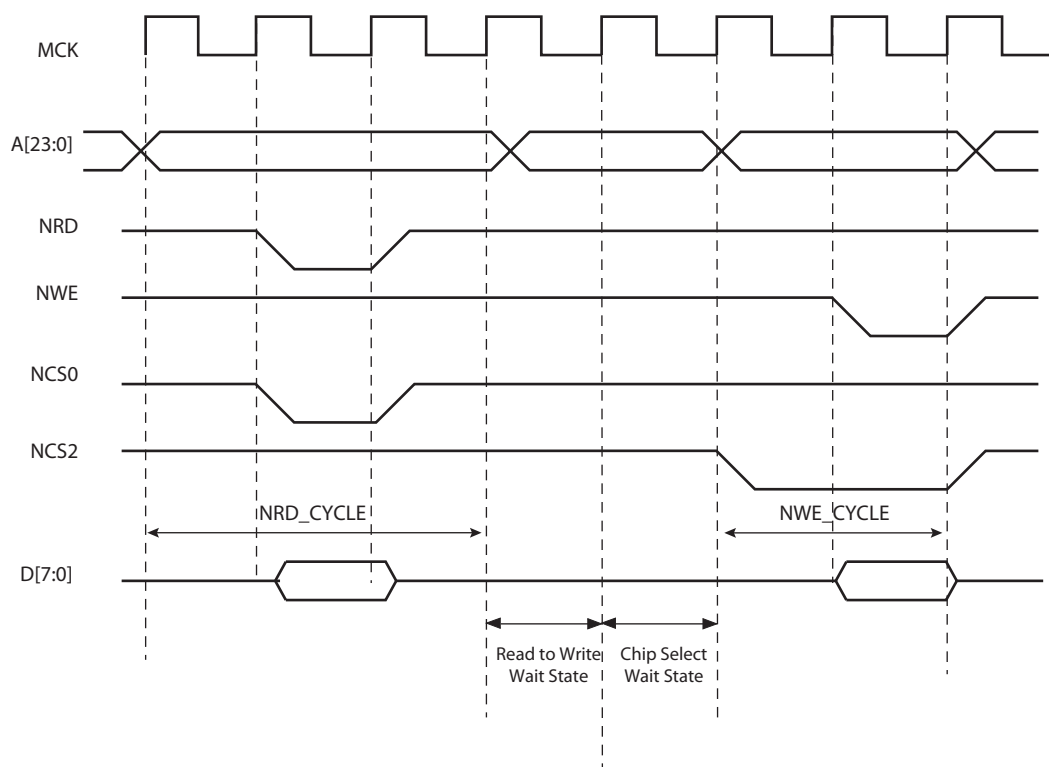 MCK
A[23:0]
NRD
NWE
NCS0
NCS2
NRD_CYCLE
NWE_CYCLE
D[7:0]
Read to Write
Wait State
Chip Select
Wait State